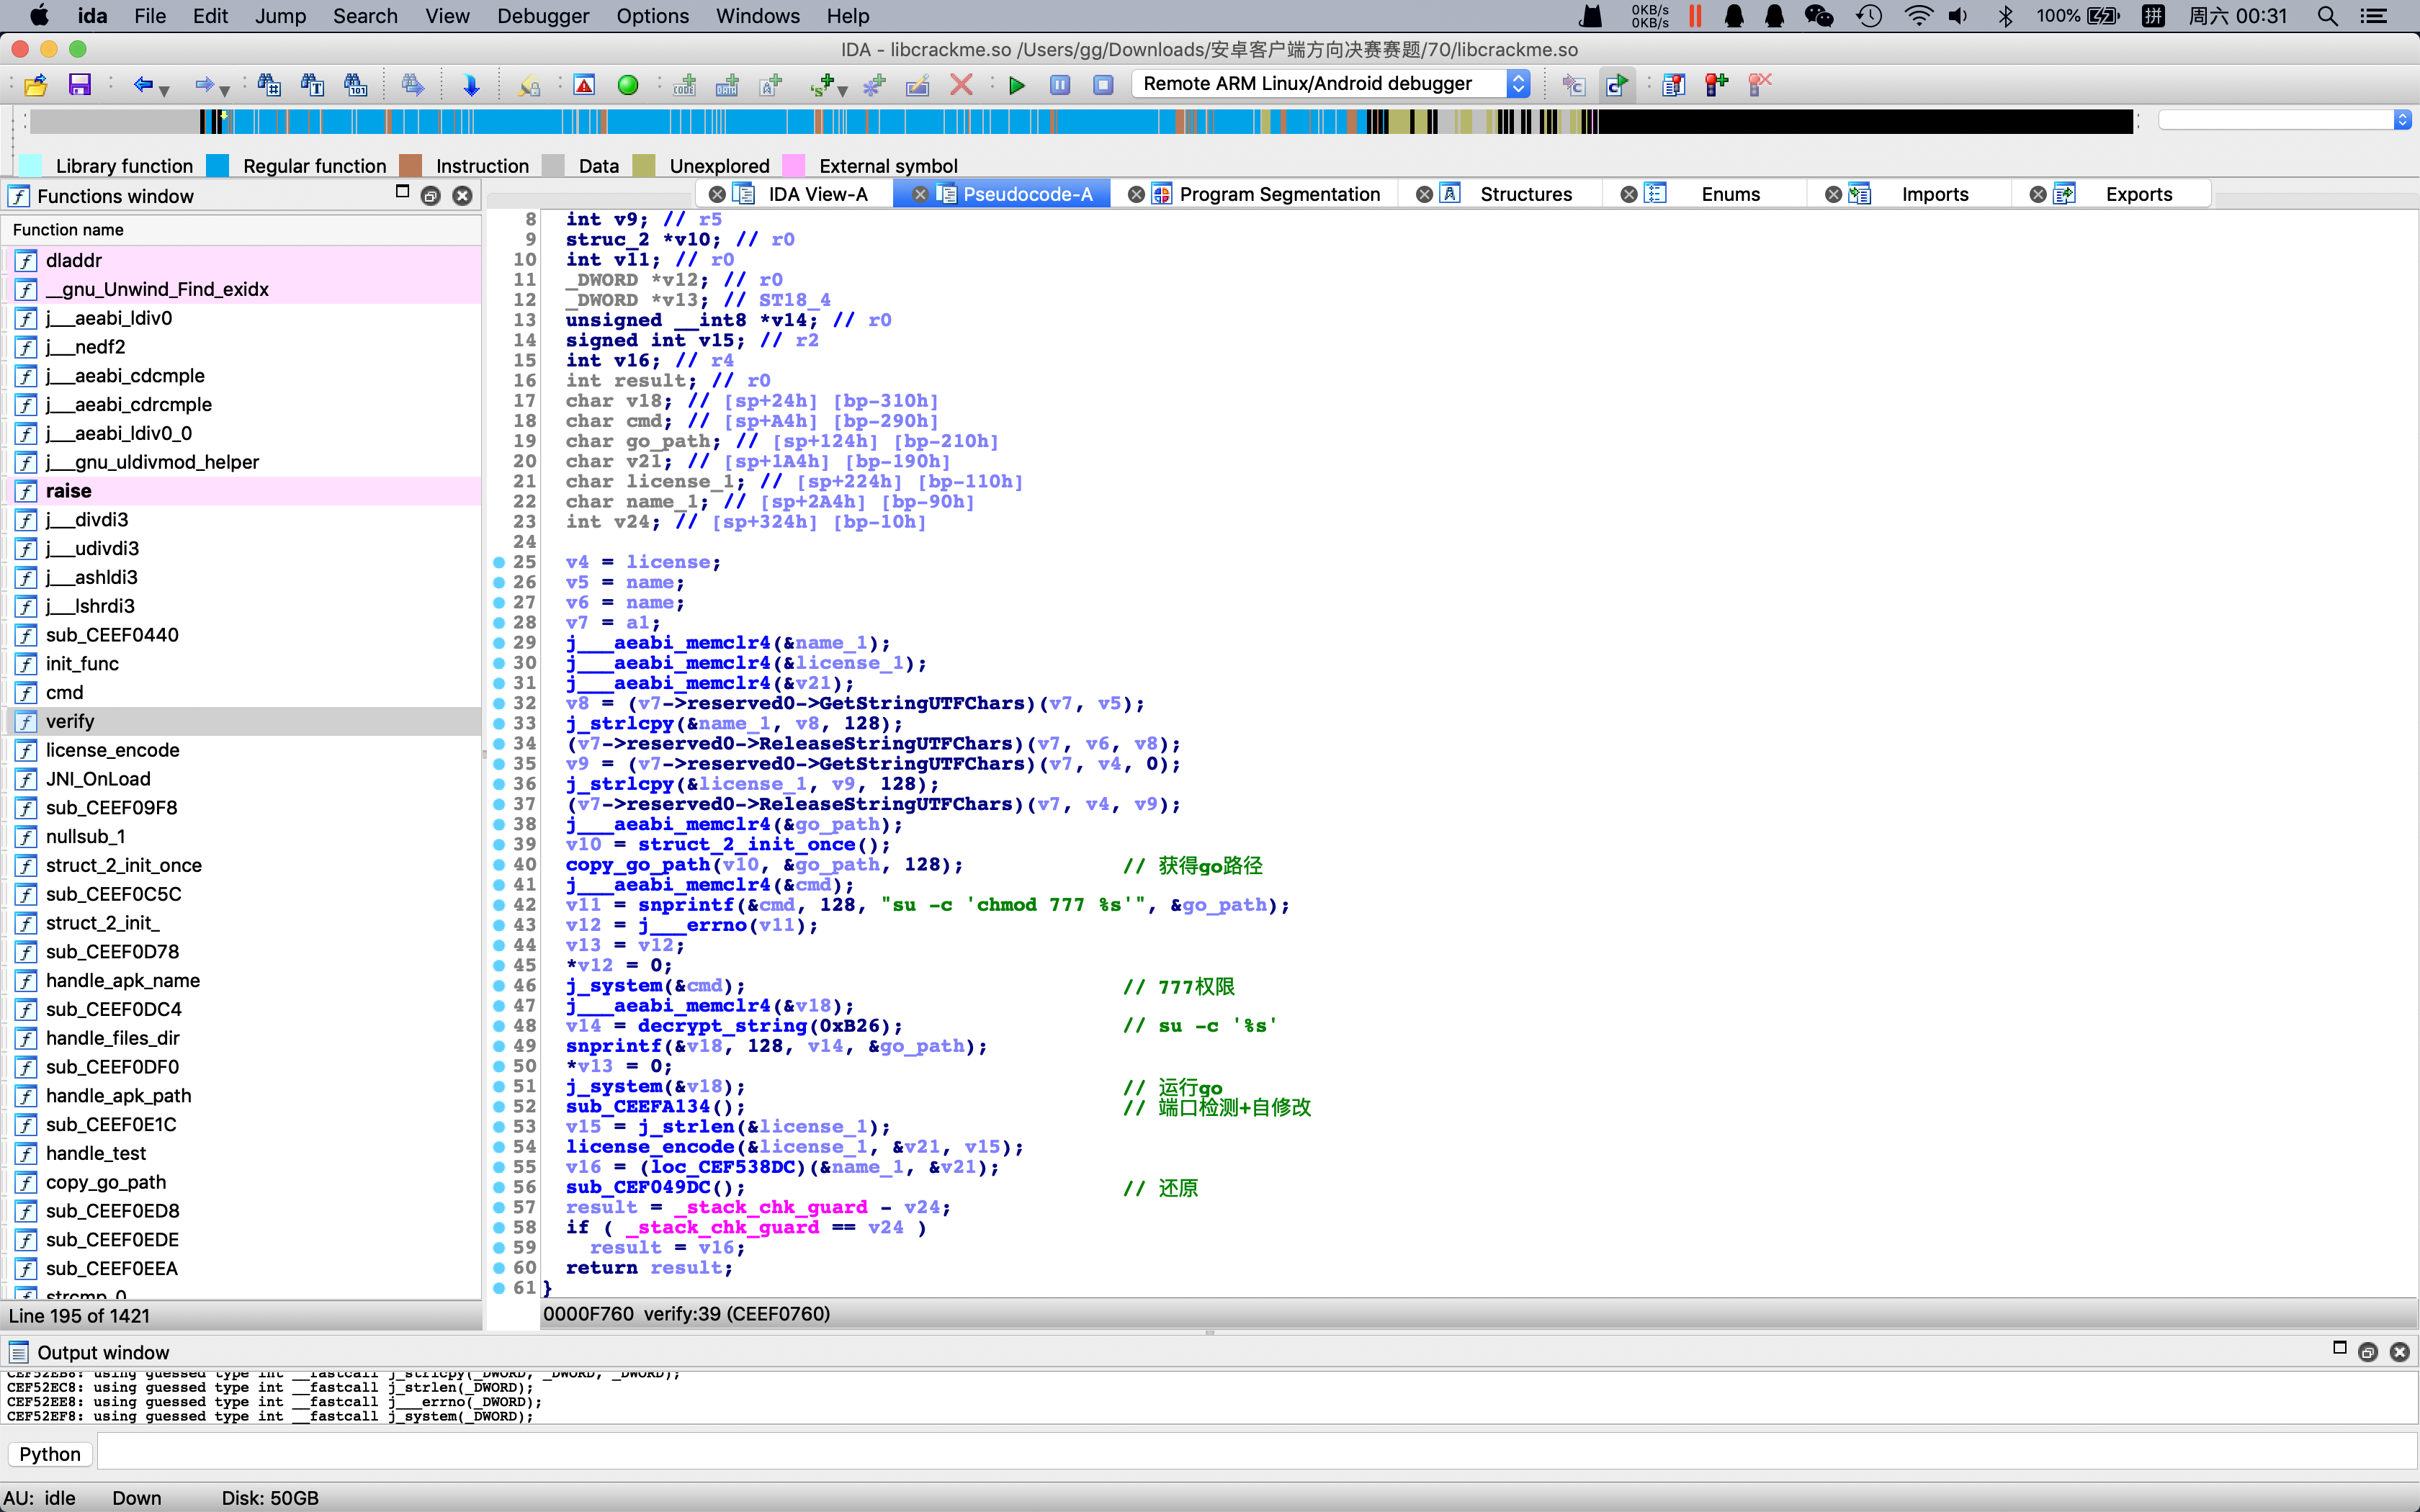 ida File Edit Jump Search View Debugger Options Windows Help 0KB/s 0KB/s 100% 拼 周六 00:31
IDA - libcrackme.so /Users/gg/Downloads/安卓客户端方向决赛赛题/70/libcrackme.so
Remote ARM Linux/Android debugger
Library function Regular function Instruction Data Unexplored External symbol
Functions window
IDA View-A Pseudocode-A Program Segmentation Structures Enums Imports Exports
Function name
dladdr
__gnu_Unwind_Find_exidx
j___aeabi_ldiv0
j___nedf2
j___aeabi_cdcmple
j___aeabi_cdrcmple
j___aeabi_ldiv0_0
j___gnu_uldivmod_helper
raise
j___divdi3
j___udivdi3
j___ashldi3
j___lshrdi3
sub_CEEF0440
init_func
cmd
verify
license_encode
JNI_OnLoad
sub_CEEF09F8
nullsub_1
struct_2_init_once
sub_CEEF0C5C
struct_2_init_
sub_CEEF0D78
handle_apk_name
sub_CEEF0DC4
handle_files_dir
sub_CEEF0DF0
handle_apk_path
sub_CEEF0E1C
handle_test
copy_go_path
sub_CEEF0ED8
sub_CEEF0EDE
sub_CEEF0EEA
strcmp_0
Line 195 of 1421
8 int v9; // r5
9 struc_2 *v10; // r0
10 int v11; // r0
11 _DWORD *v12; // r0
12 _DWORD *v13; // ST18_4
13 unsigned __int8 *v14; // r0
14 signed int v15; // r2
15 int v16; // r4
16 int result; // r0
17 char v18; // [sp+24h] [bp-310h]
18 char cmd; // [sp+A4h] [bp-290h]
19 char go_path; // [sp+124h] [bp-210h]
20 char v21; // [sp+1A4h] [bp-190h]
21 char license_1; // [sp+224h] [bp-110h]
22 char name_1; // [sp+2A4h] [bp-90h]
23 int v24; // [sp+324h] [bp-10h]
24
25 v4 = license;
26 v5 = name;
27 v6 = name;
28 v7 = a1;
29 j___aeabi_memclr4(&name_1);
30 j___aeabi_memclr4(&license_1);
31 j___aeabi_memclr4(&v21);
32 v8 = (v7->reserved0->GetStringUTFChars)(v7, v5);
33 j_strlcpy(&name_1, v8, 128);
34 (v7->reserved0->ReleaseStringUTFChars)(v7, v6, v8);
35 v9 = (v7->reserved0->GetStringUTFChars)(v7, v4, 0);
36 j_strlcpy(&license_1, v9, 128);
37 (v7->reserved0->ReleaseStringUTFChars)(v7, v4, v9);
38 j___aeabi_memclr4(&go_path);
39 v10 = struct_2_init_once();
40 copy_go_path(v10, &go_path, 128); // 获得go路径
41 j___aeabi_memclr4(&cmd);
42 v11 = snprintf(&cmd, 128, "su -c 'chmod 777 %s'", &go_path);
43 v12 = j___errno(v11);
44 v13 = v12;
45 *v12 = 0;
46 j_system(&cmd); // 777权限
47 j___aeabi_memclr4(&v18);
48 v14 = decrypt_string(0xB26); // su -c '%s'
49 snprintf(&v18, 128, v14, &go_path);
50 *v13 = 0;
51 j_system(&v18); // 运行go
52 sub_CEEFA134(); // 端口检测+自修改
53 v15 = j_strlen(&license_1);
54 license_encode(&license_1, &v21, v15);
55 v16 = (loc_CEF538DC)(&name_1, &v21);
56 sub_CEF049DC(); // 还原
57 result = _stack_chk_guard - v24;
58 if ( _stack_chk_guard == v24 )
59 result = v16;
60 return result;
61 }
0000F760 verify:39 (CEEF0760)
Output window
CEF52EB8: using guessed type int __fastcall j_strlcpy(_DWORD, _DWORD, _DWORD);
CEF52EC8: using guessed type int __fastcall j_strlen(_DWORD);
CEF52EE8: using guessed type int __fastcall j___errno(_DWORD);
CEF52EF8: using guessed type int __fastcall j_system(_DWORD);
Python
AU: idle Down Disk: 50GB